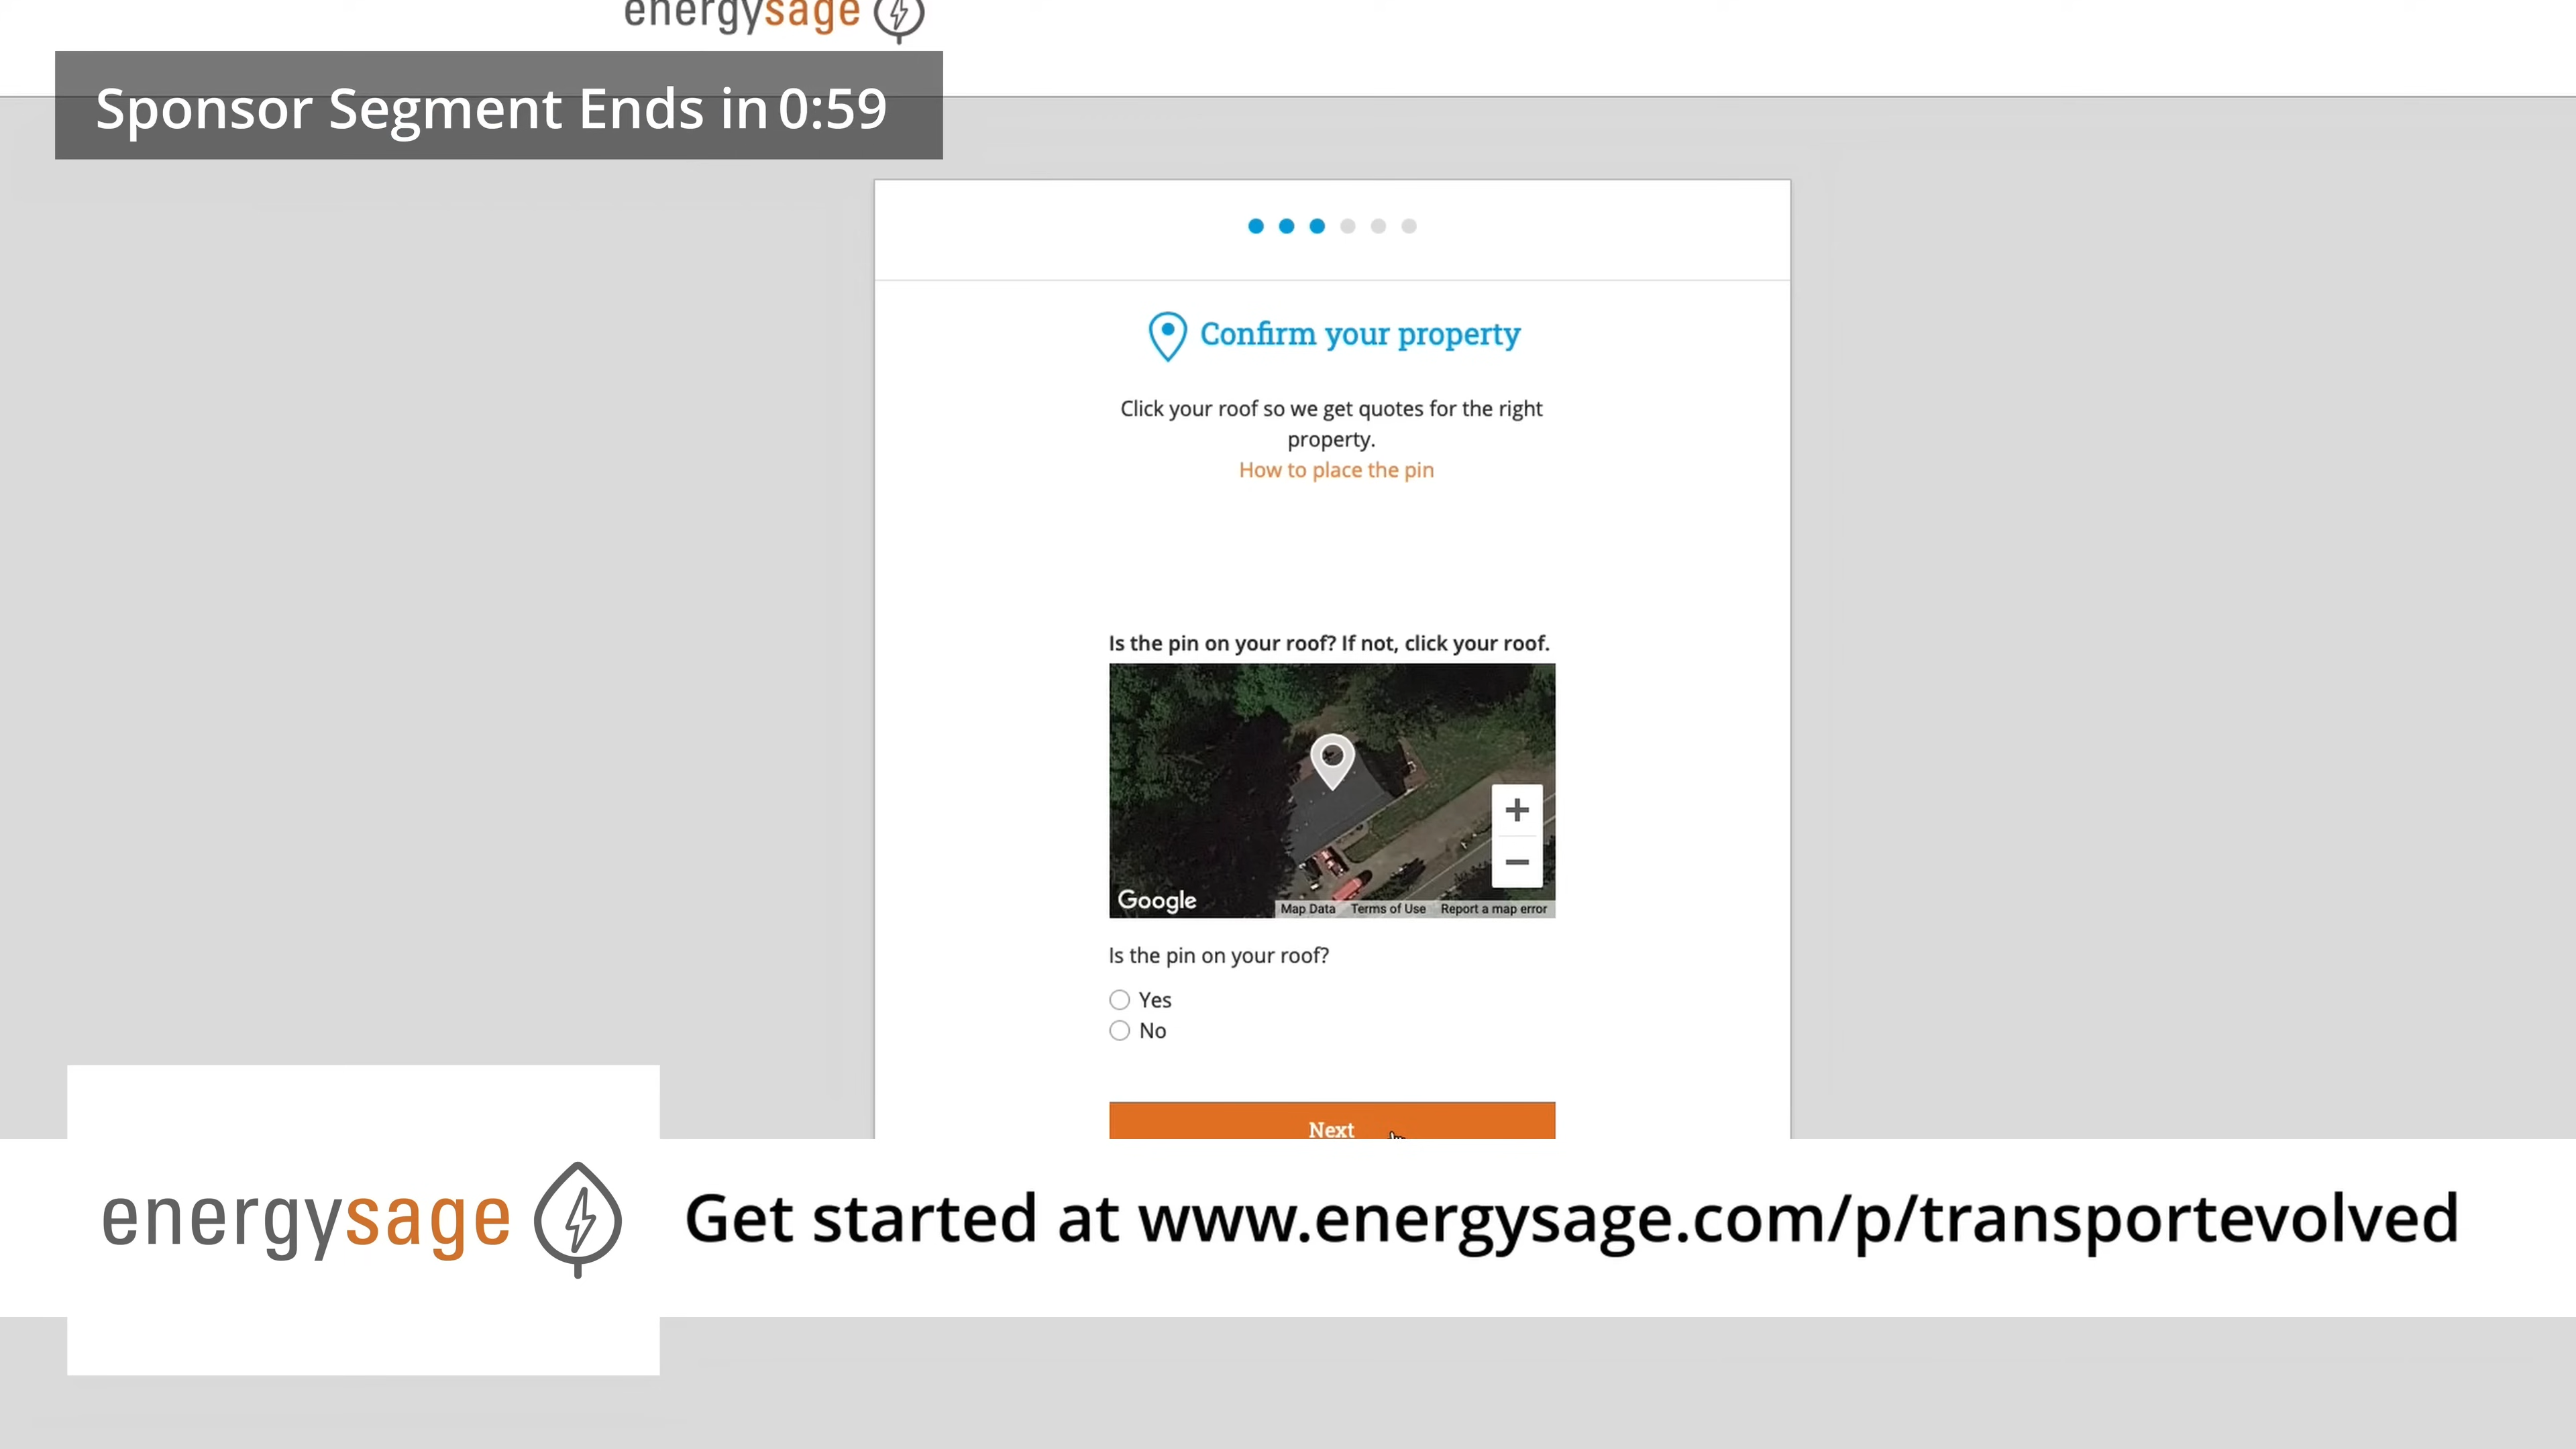 energysage
Sponsor Segment Ends in 0:59
Confirm your property
Click your roof so we get quotes for the right
property.
How to place the pin
Is the pin on your roof? If not, click your roof.
Google
Map Data Terms of Use Report a map error
Is the pin on your roof?
Yes
No
Next
energysage
Get started at www.energysage.com/p/transportevolved